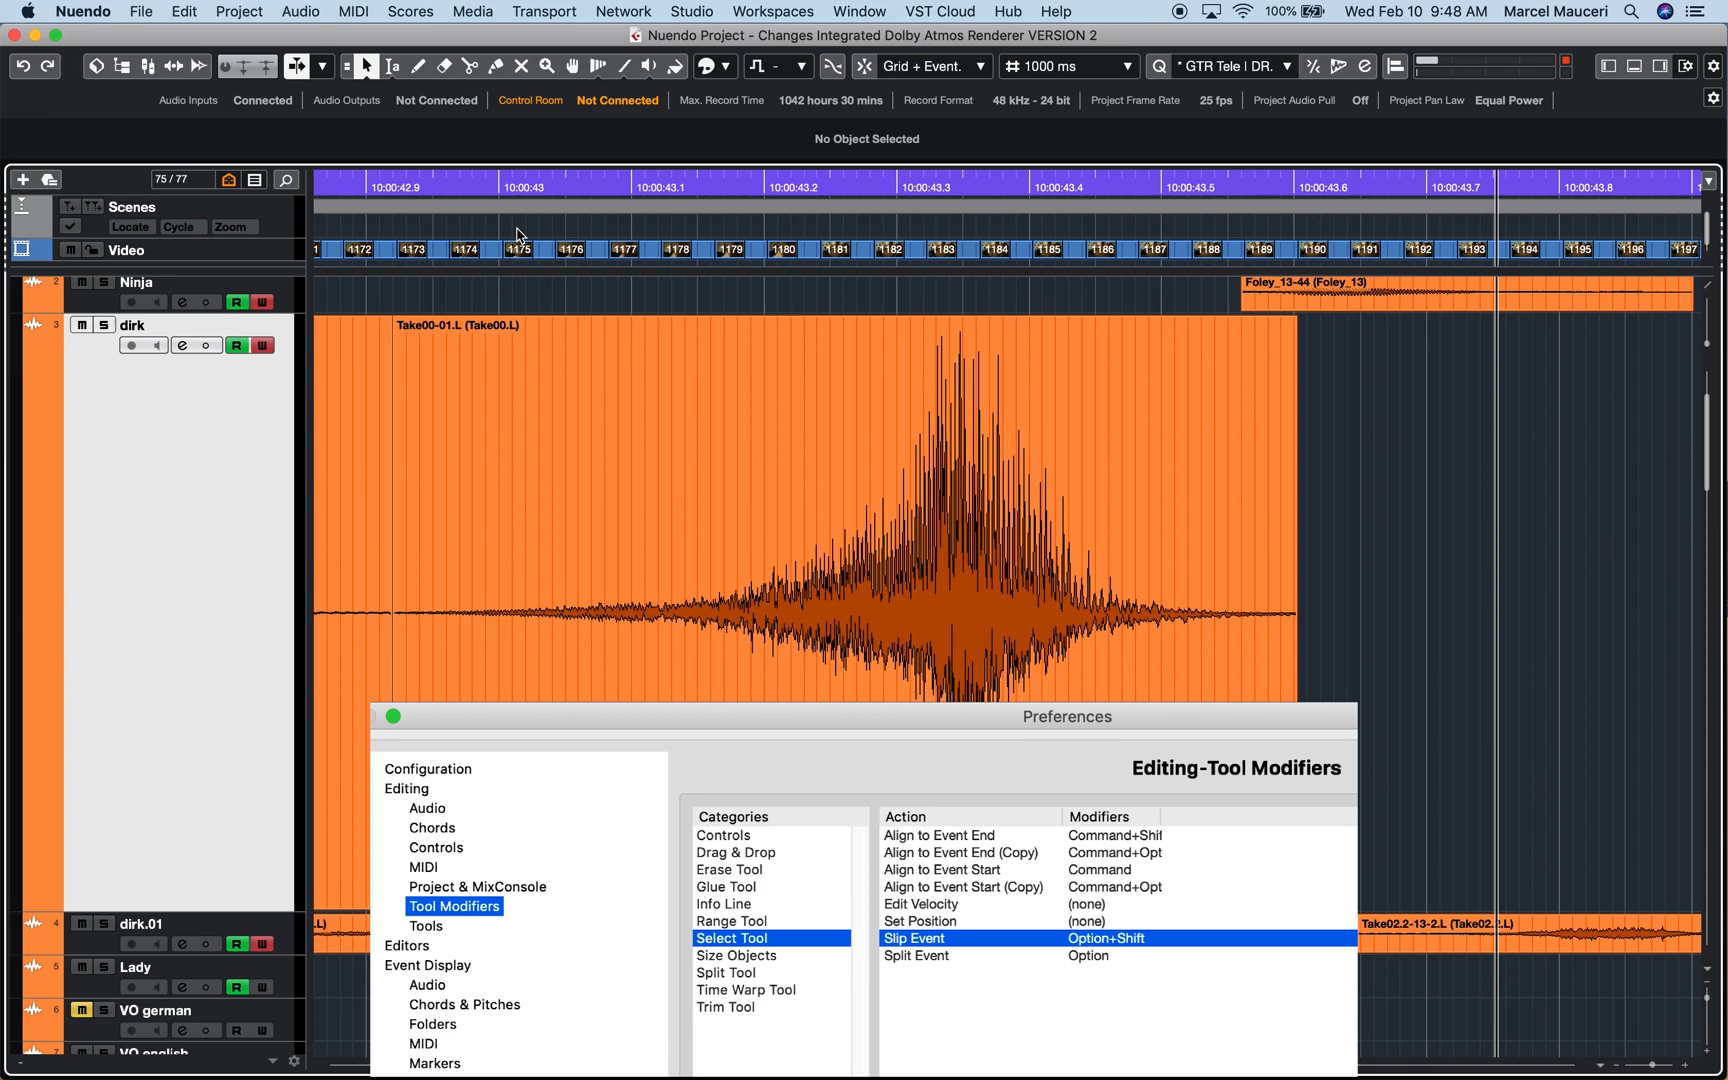 Nuendo File Edit Project Audio MIDI Scores Media Transport Network Studio Workspaces Window VST Cloud Hub Help 100% Wed Feb 10 9:48 AM Marcel Mauceri
Nuendo Project - Changes Integrated Dolby Atmos Renderer VERSION 2
Grid + Event. 1000 ms Q * GTR Tele | DR.
Audio Inputs Connected Audio Outputs Not Connected Control Room Not Connected Max. Record Time 1042 hours 30 mins Record Format 48 kHz - 24 bit Project Frame Rate 25 fps Project Audio Pull Off Project Pan Law Equal Power
No Object Selected
75 / 77
10:00:42.9 10:00:43 10:00:43.1 10:00:43.2 10:00:43.3 10:00:43.4 10:00:43.5 10:00:43.6 10:00:43.7 10:00:43.8
Scenes
Locate Cycle Zoom
m Video 1172 1173 1174 1175 1176 1177 1178 1179 1180 1181 1182 1183 1184 1185 1186 1187 1188 1189 1190 1191 1192 1193 1194 1195 1196 1197
2 m S Ninja Foley_13-44 (Foley_13)
e R W
3 m S dirk Take00-01.L (Take00.L)
e R W
Preferences
Editing-Tool Modifiers
Configuration
Editing
Audio
Chords
Controls
MIDI
Project & MixConsole
Tool Modifiers
Tools
Editors
Event Display
Audio
Chords & Pitches
Folders
MIDI
Markers
Categories
Controls
Drag & Drop
Erase Tool
Glue Tool
Info Line
Range Tool
Select Tool
Size Objects
Split Tool
Time Warp Tool
Trim Tool
Action Modifiers
Align to Event End Command+Shif
Align to Event End (Copy) Command+Opt
Align to Event Start Command
Align to Event Start (Copy) Command+Opt
Edit Velocity (none)
Set Position (none)
Slip Event Option+Shift
Split Event Option
4 m S dirk.01 .L) Take02.2-13-2.L (Take02.2.L)
e R W
5 m S Lady
e R W
6 m S VO german
e R W
7 m S VO english